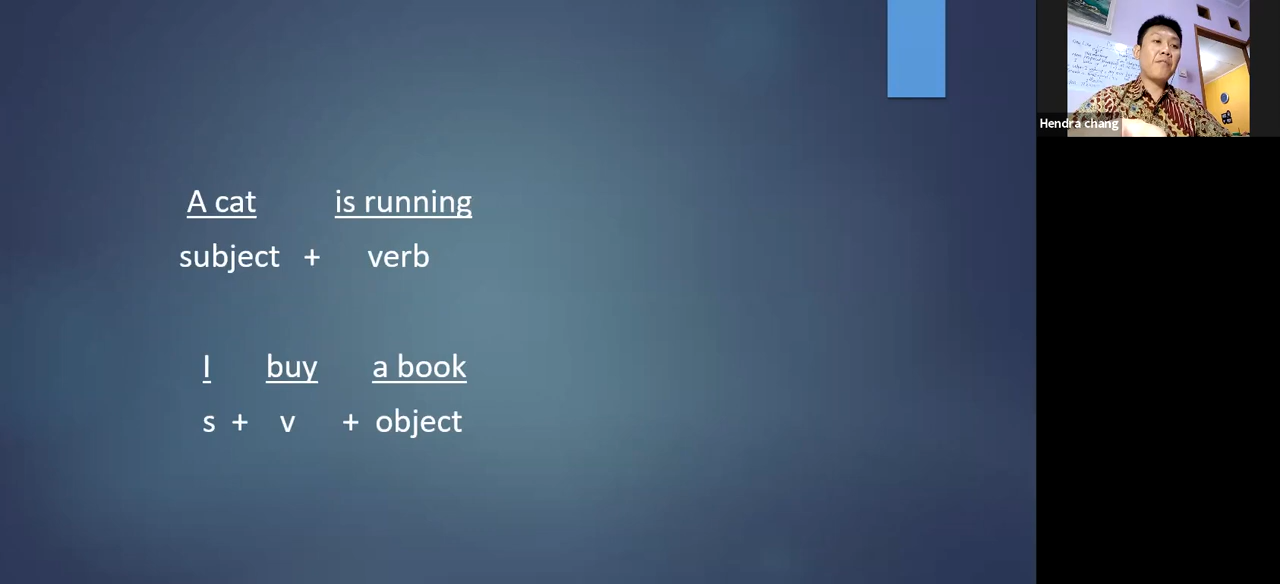 A cat is running
subject + verb
I buy a book
s + v + object
Hendra chang